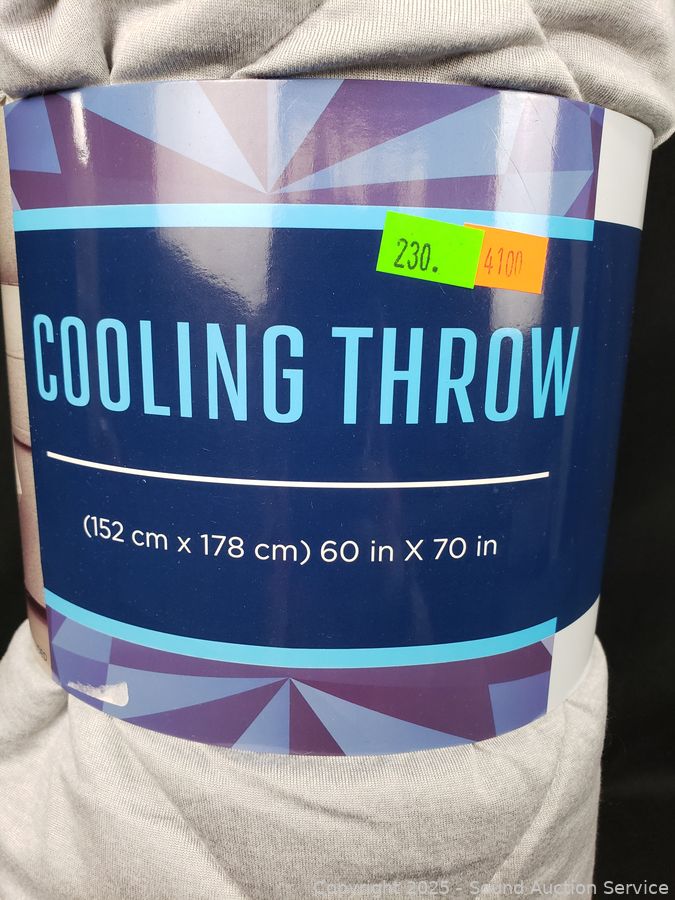 230.
4100
COOLING THROW
(152 cm x 178 cm) 60 in X 70 in
Copyright 2025 - Sound Auction Service